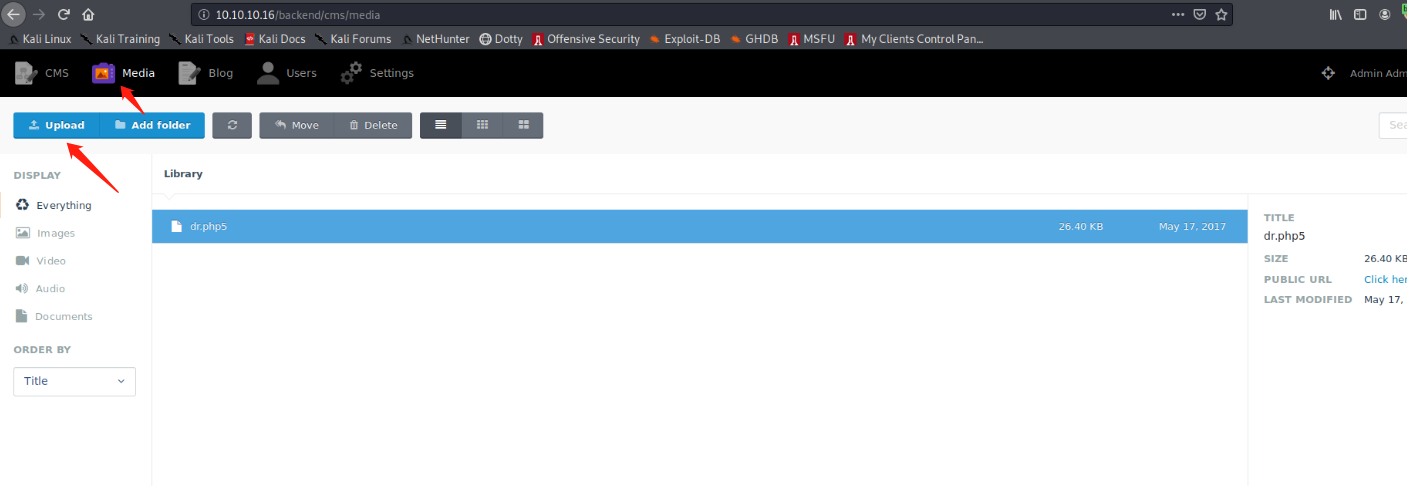 10.10.10.16/backend/cms/media
Kali Linux Kali Training Kali Tools Kali Docs Kali Forums NetHunter Dotty Offensive Security Exploit-DB GHDB MSFU My Clients Control Pan...
CMS Media Blog Users Settings Admin Adm
Upload Add folder Move Delete Sea
DISPLAY
Library
Everything
Images
Video
Audio
Documents
ORDER BY
Title
dr.php5 26.40 KB May 17, 2017
TITLE
dr.php5
SIZE 26.40 KB
PUBLIC URL Click her
LAST MODIFIED May 17,